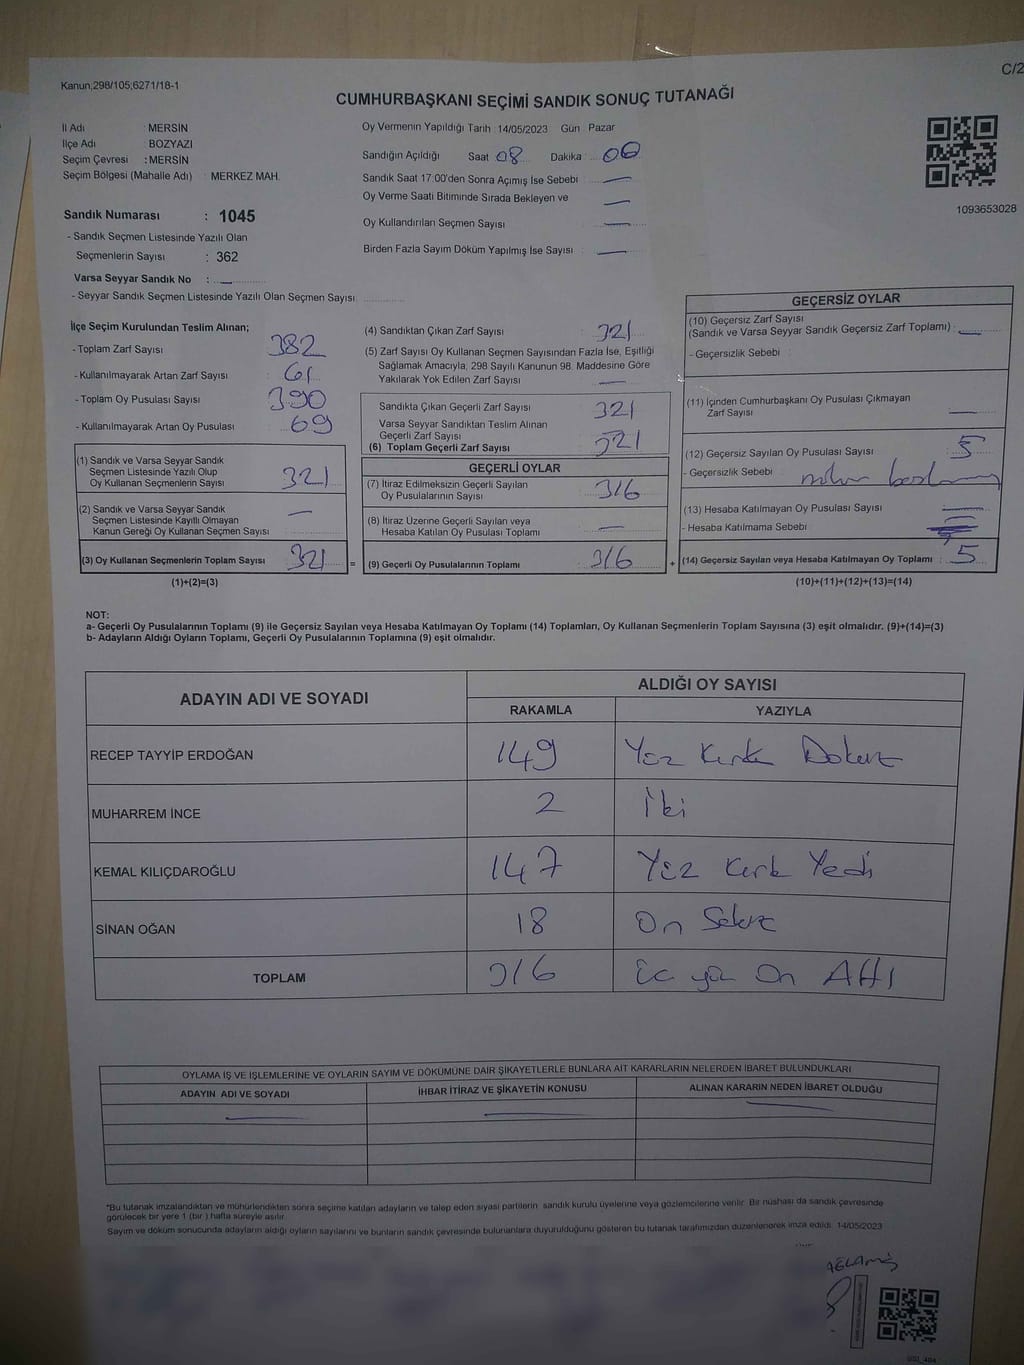 Kanun;298/105;6271/18-1
C/2
CUMHURBAŞKANI SEÇİMİ SANDIK SONUÇ TUTANAĞI
İl Adı : MERSİN
İlçe Adı : BOZYAZI
Seçim Çevresi : MERSİN
Seçim Bölgesi (Mahalle Adı) : MERKEZ MAH.
Sandık Numarası : 1045
- Sandık Seçmen Listesinde Yazılı Olan
Seçmenlerin Sayısı : 362
Varsa Seyyar Sandık No : —
- Seyyar Sandık Seçmen Listesinde Yazılı Olan Seçmen Sayısı
Oy Vermenin Yapıldığı Tarih : 14/05/2023 Gün Pazar
Sandığın Açıldığı Saat 08 Dakika : 00
Sandık Saat 17:00'den Sonra Açımış İse Sebebi : —
Oy Verme Saati Bitiminde Sırada Bekleyen ve —
Oy Kullandırılan Seçmen Sayısı : —
Birden Fazla Sayım Döküm Yapılmış İse Sayısı : —
1093653028
İlçe Seçim Kurulundan Teslim Alınan;
- Toplam Zarf Sayısı : 382
- Kullanılmayarak Artan Zarf Sayısı : 61
- Toplam Oy Pusulası Sayısı : 390
- Kullanılmayarak Artan Oy Pusulası : 69
(1) Sandık ve Varsa Seyyar Sandık
Seçmen Listesinde Yazılı Olup
Oy Kullanan Seçmenlerin Sayısı : 321
(2) Sandık ve Varsa Seyyar Sandık
Seçmen Listesinde Kayıtlı Olmayan
Kanun Gereği Oy Kullanan Seçmen Sayısı : —
(3) Oy Kullanan Seçmenlerin Toplam Sayısı : 321
(1)+(2)=(3)
(4) Sandıktan Çıkan Zarf Sayısı : 321
(5) Zarf Sayısı Oy Kullanan Seçmen Sayısından Fazla İse, Eşitliği
Sağlamak Amacıyla; 298 Sayılı Kanunun 98. Maddesine Göre
Yakılarak Yok Edilen Zarf Sayısı : —
Sandıkta Çıkan Geçerli Zarf Sayısı : 321
Varsa Seyyar Sandıktan Teslim Alınan
Geçerli Zarf Sayısı :
(6) Toplam Geçerli Zarf Sayısı : 321
GEÇERLİ OYLAR
(7) İtiraz Edilmeksizin Geçerli Sayılan
Oy Pusulalarının Sayısı : 316
(8) İtiraz Üzerine Geçerli Sayılan veya
Hesaba Katılan Oy Pusulası Toplamı : —
= (9) Geçerli Oy Pusulalarının Toplamı : 316
GEÇERSİZ OYLAR
(10) Geçersiz Zarf Sayısı
(Sandık ve Varsa Seyyar Sandık Geçersiz Zarf Toplamı) : —
- Geçersizlik Sebebi :
(11) İçinden Cumhurbaşkanı Oy Pusulası Çıkmayan
Zarf Sayısı : —
(12) Geçersiz Sayılan Oy Pusulası Sayısı : 5
- Geçersizlik Sebebi :
(13) Hesaba Katılmayan Oy Pusulası Sayısı : —
- Hesaba Katılmama Sebebi :
+ (14) Geçersiz Sayılan veya Hesaba Katılmayan Oy Toplamı : 5
(10)+(11)+(12)+(13)=(14)
NOT:
a- Geçerli Oy Pusulalarının Toplamı (9) ile Geçersiz Sayılan veya Hesaba Katılmayan Oy Toplamı (14) Toplamları, Oy Kullanan Seçmenlerin Toplam Sayısına (3) eşit olmalıdır. (9)+(14)=(3)
b- Adayların Aldığı Oyların Toplamı, Geçerli Oy Pusulalarının Toplamına (9) eşit olmalıdır.
ADAYIN ADI VE SOYADI ALDIĞI OY SAYISI
RAKAMLA YAZIYLA
RECEP TAYYİP ERDOĞAN 149 Yüz Kırk Dokuz
MUHARREM İNCE 2 İki
KEMAL KILIÇDAROĞLU 147 Yüz Kırk Yedi
SİNAN OĞAN 18 On Sekiz
TOPLAM 316 Üç yüz On Altı
OYLAMA İŞ VE İŞLEMLERİNE VE OYLARIN SAYIM VE DÖKÜMÜNE DAİR ŞİKAYETLERLE BUNLARA AİT KARARLARIN NELERDEN İBARET BULUNDUKLARI
ADAYIN ADI VE SOYADI İHBAR İTİRAZ VE ŞİKAYETİN KONUSU ALINAN KARARIN NEDEN İBARET OLDUĞU
— — —
*Bu tutanak imzalandıktan ve mühürlendikten sonra seçime katılan adayların ve talep eden siyasi partilerin sandık kurulu üyelerine veya gözlemcilerine verilir. Bir nüshası da sandık çevresinde
görülecek bir yere 1 (bir ) hafta süreyle asılır.
Sayım ve döküm sonucunda adayların aldığı oyların sayılarını ve bunların sandık çevresinde bulunanlara duyurulduğunu gösteren bu tutanak tarafımızdan düzenlenerek imza edildi. 14/05/2023